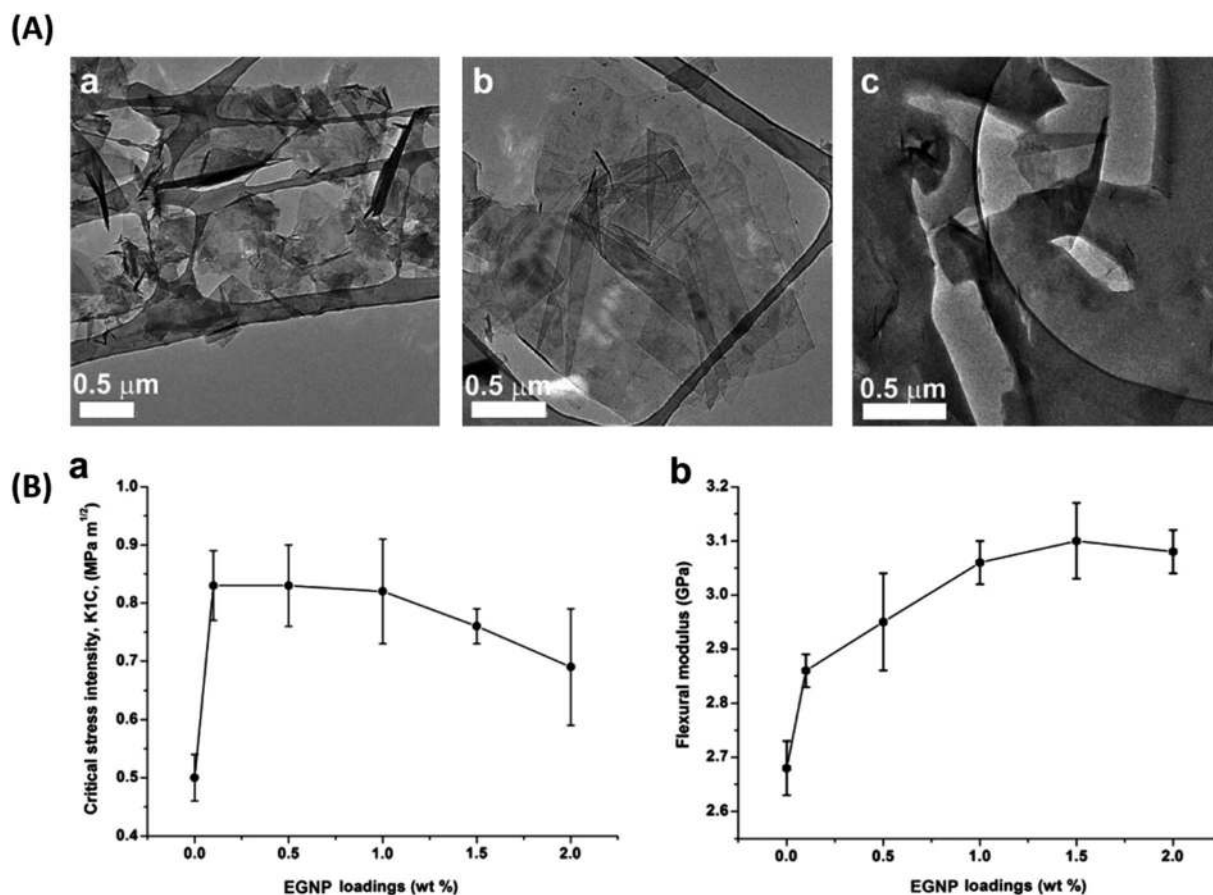 (A)
a
b
c
0.5 μm
0.5 μm
0.5 μm
(B)
a
Critical stress intensity, K1C, (MPa m1/2)
1.0
0.9
0.8
0.7
0.6
0.5
0.4
0.0 0.5 1.0 1.5 2.0
EGNP loadings (wt %)
b
Flexural modulus (GPa)
3.2
3.1
3.0
2.9
2.8
2.7
2.6
0.0 0.5 1.0 1.5 2.0
EGNP loadings (wt %)